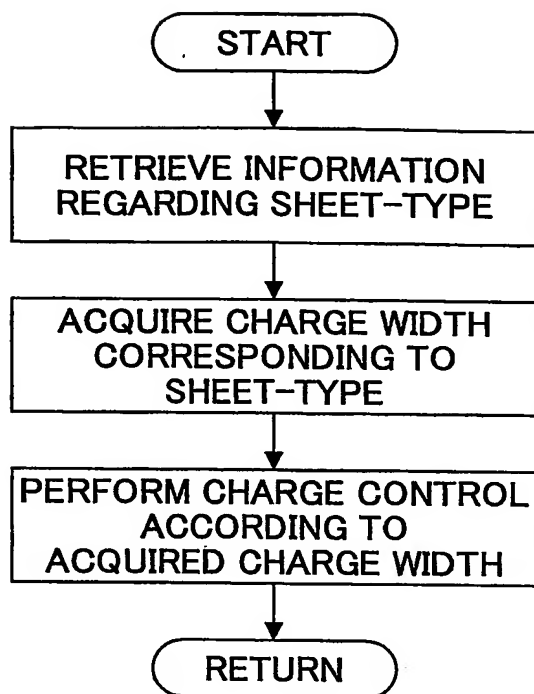 START
RETRIEVE INFORMATION
REGARDING SHEET-TYPE
ACQUIRE CHARGE WIDTH
CORRESPONDING TO
SHEET-TYPE
PERFORM CHARGE CONTROL
ACCORDING TO
ACQUIRED CHARGE WIDTH
RETURN